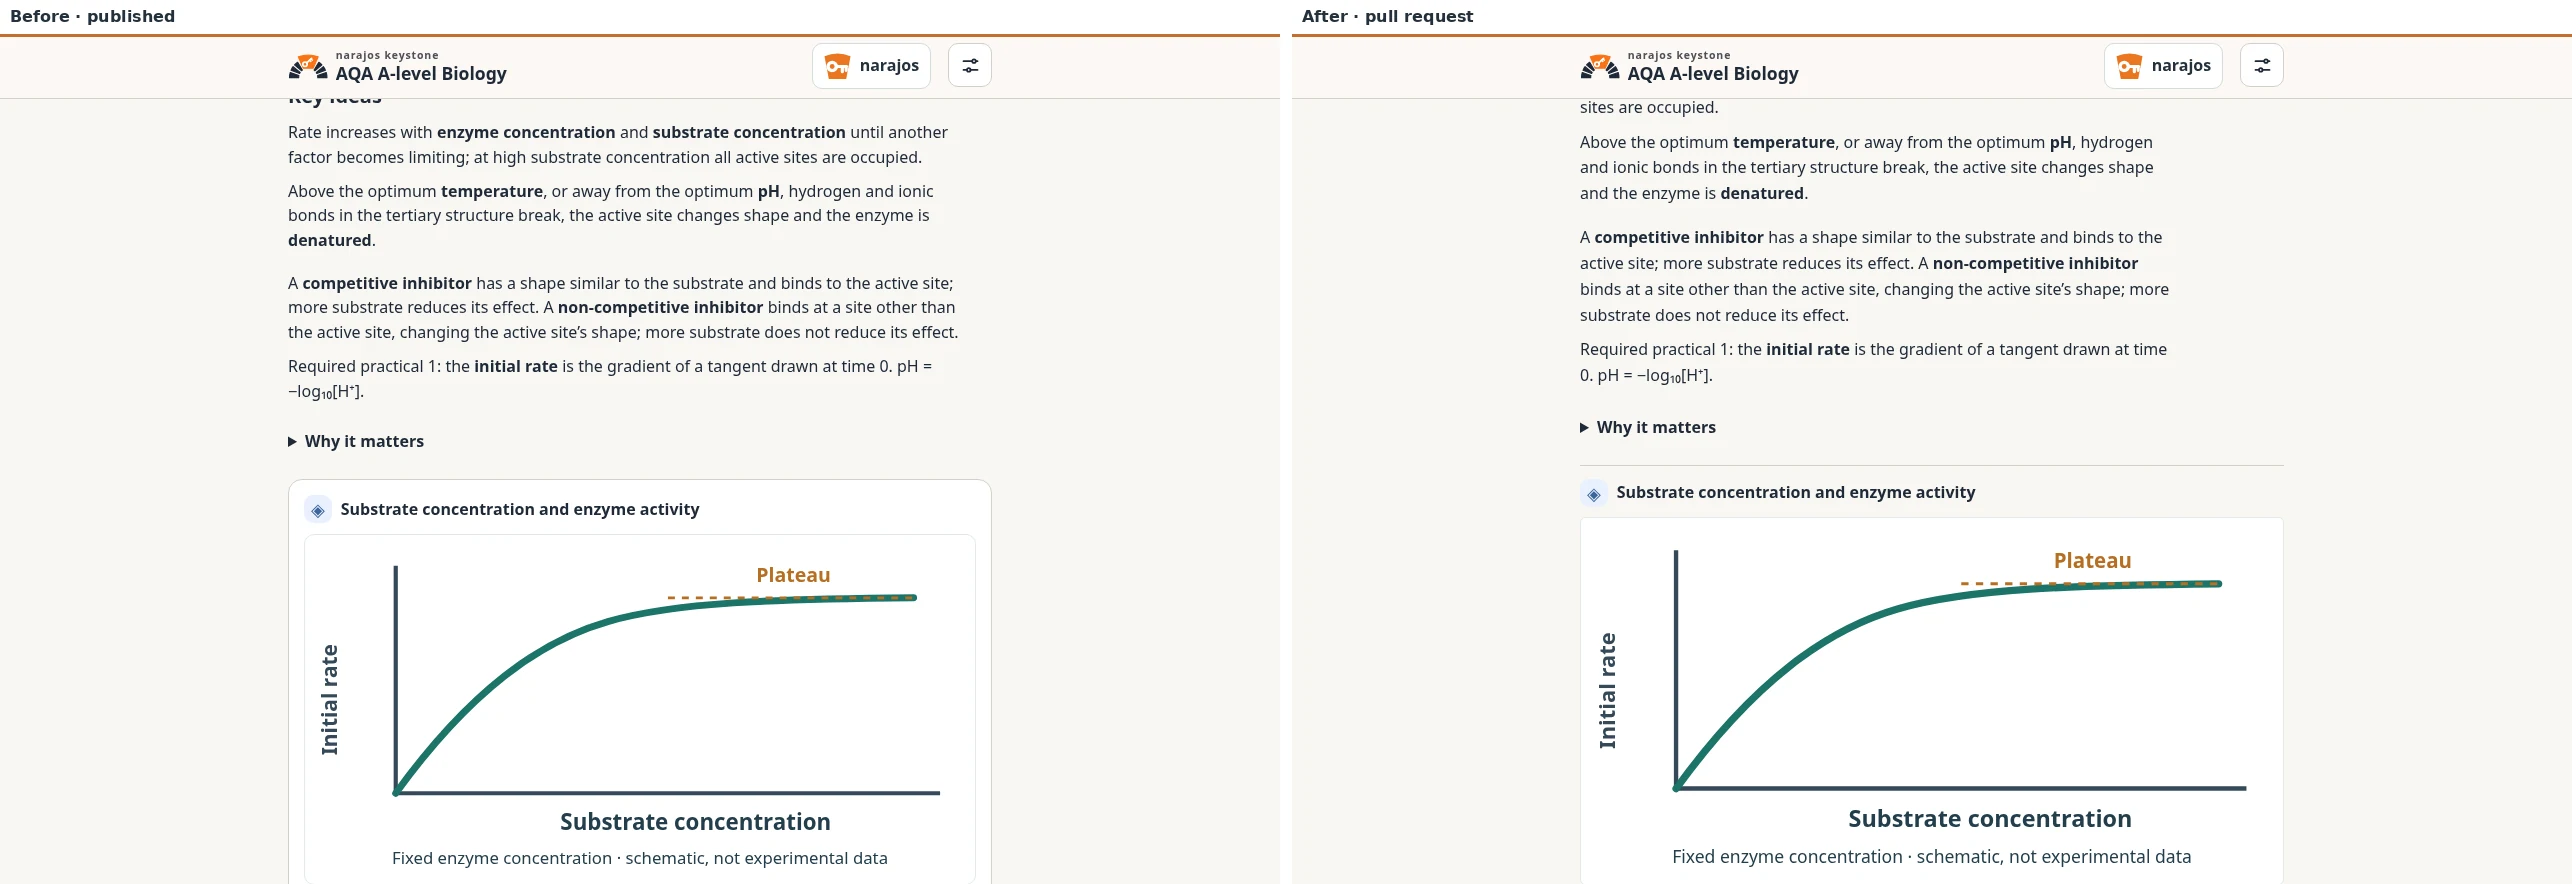 Before · published
narajos keystone
AQA A-level Biology
narajos
Key ideas
Rate increases with enzyme concentration and substrate concentration until another
factor becomes limiting; at high substrate concentration all active sites are occupied.
Above the optimum temperature, or away from the optimum pH, hydrogen and ionic
bonds in the tertiary structure break, the active site changes shape and the enzyme is
denatured.
A competitive inhibitor has a shape similar to the substrate and binds to the active site;
more substrate reduces its effect. A non-competitive inhibitor binds at a site other than
the active site, changing the active site’s shape; more substrate does not reduce its effect.
Required practical 1: the initial rate is the gradient of a tangent drawn at time 0. pH =
−log₁₀[H⁺].
▶ Why it matters
Substrate concentration and enzyme activity
Plateau
Initial rate
Substrate concentration
Fixed enzyme concentration · schematic, not experimental data
After · pull request
narajos keystone
AQA A-level Biology
narajos
sites are occupied.
Above the optimum temperature, or away from the optimum pH, hydrogen
and ionic bonds in the tertiary structure break, the active site changes shape
and the enzyme is denatured.
A competitive inhibitor has a shape similar to the substrate and binds to the
active site; more substrate reduces its effect. A non-competitive inhibitor
binds at a site other than the active site, changing the active site’s shape; more
substrate does not reduce its effect.
Required practical 1: the initial rate is the gradient of a tangent drawn at time
0. pH = −log₁₀[H⁺].
▶ Why it matters
Substrate concentration and enzyme activity
Plateau
Initial rate
Substrate concentration
Fixed enzyme concentration · schematic, not experimental data